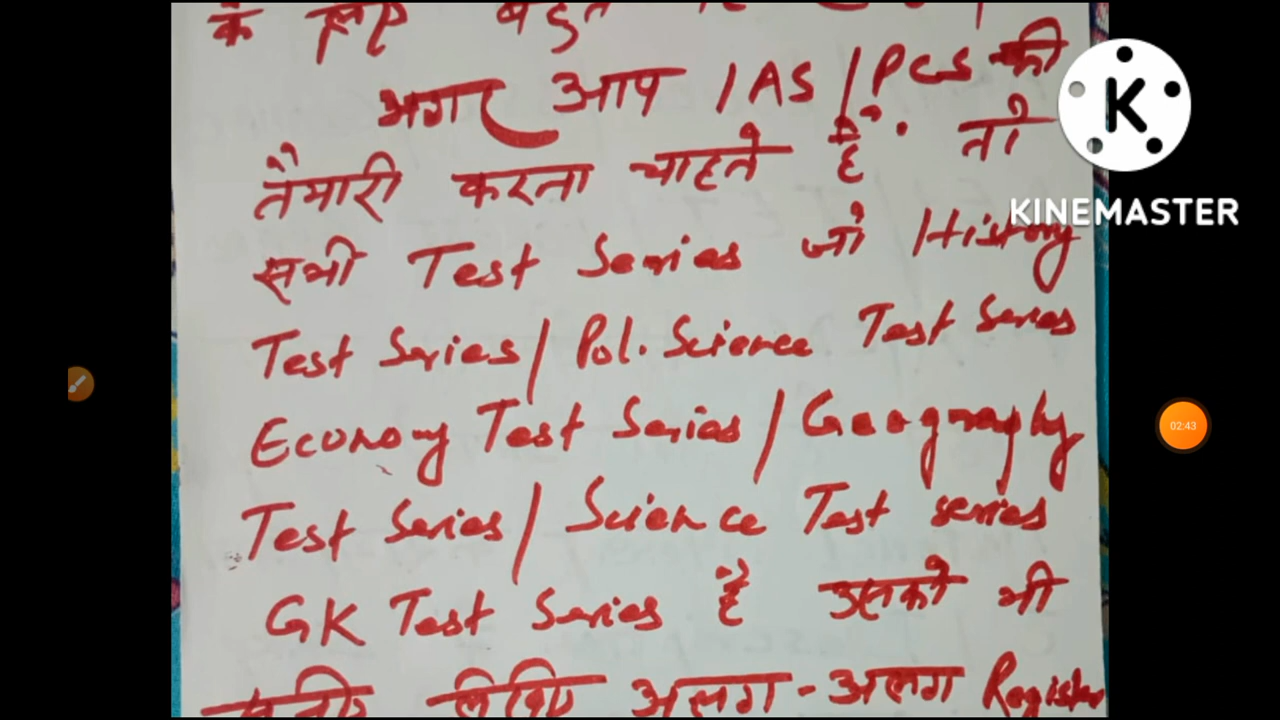 के लिए बहुत
अगर आप IAS/PCS की
तैयारी करना चाहते हैं. तो
सभी Test Series जो History
Test Series/Pol. Science Test Series
Economy Test Series/Geography
Test Series/Science Test series
GK Test Series है उसको भी
लिजिए अलग-अलग Register
K
KINEMASTER
02:43